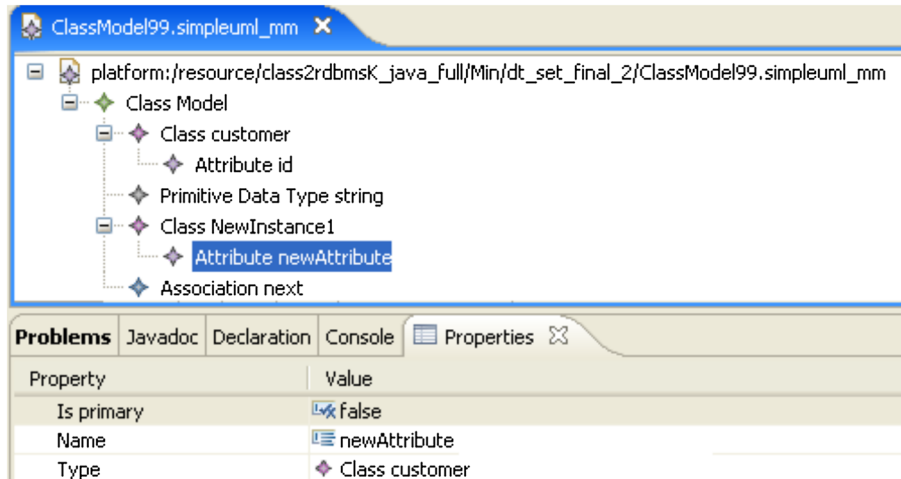 ClassModel99.simpleuml_mm
platform:/resource/class2rdbmsK_java_full/Min/dt_set_final_2/ClassModel99.simpleuml_mm
Class Model
Class customer
Attribute id
Primitive Data Type string
Class NewInstance1
Attribute newAttribute
Association next
Problems Javadoc Declaration Console Properties
Property Value
Is primary false
Name newAttribute
Type Class customer